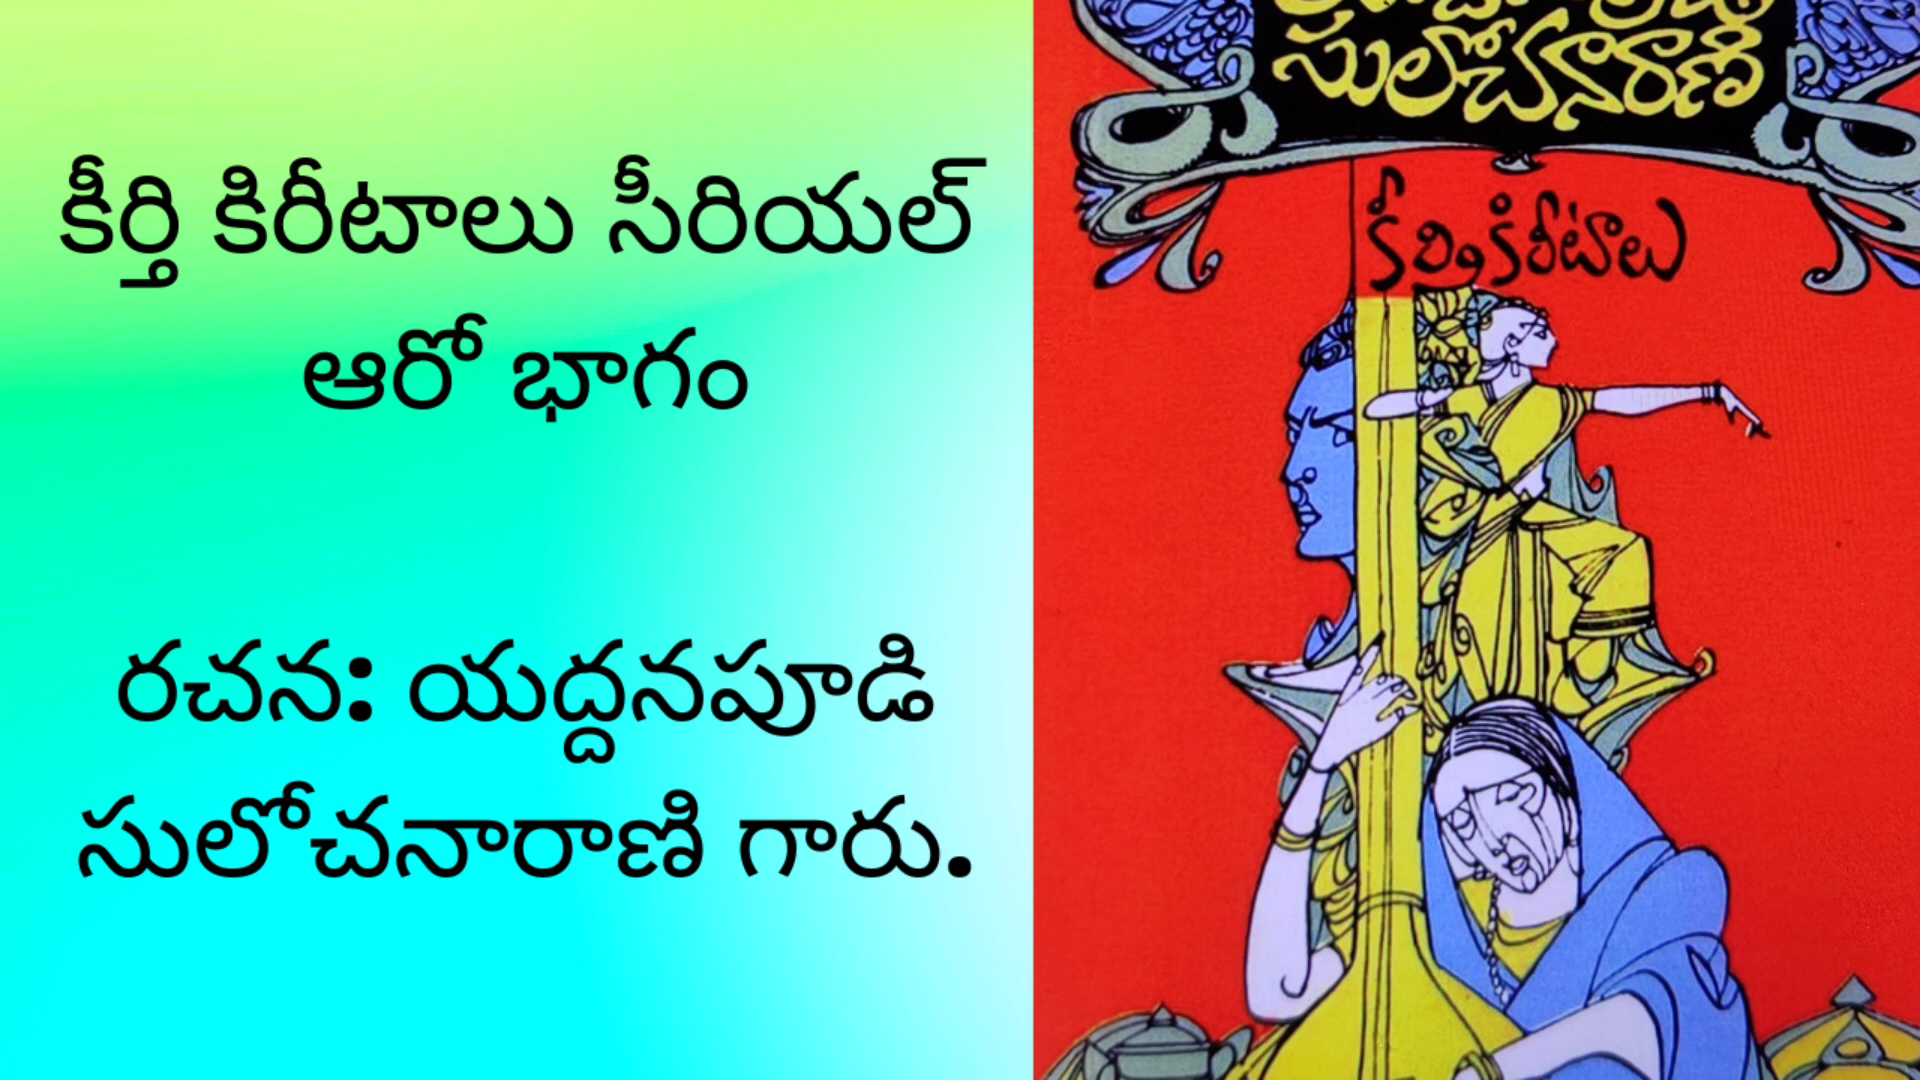 కీర్తి కిరీటాలు సీరియల్
ఆరో భాగం
రచన: యద్దనపూడి
సులోచనారాణి గారు.
సులోచనారాణి
కీర్తికిరీటాలు